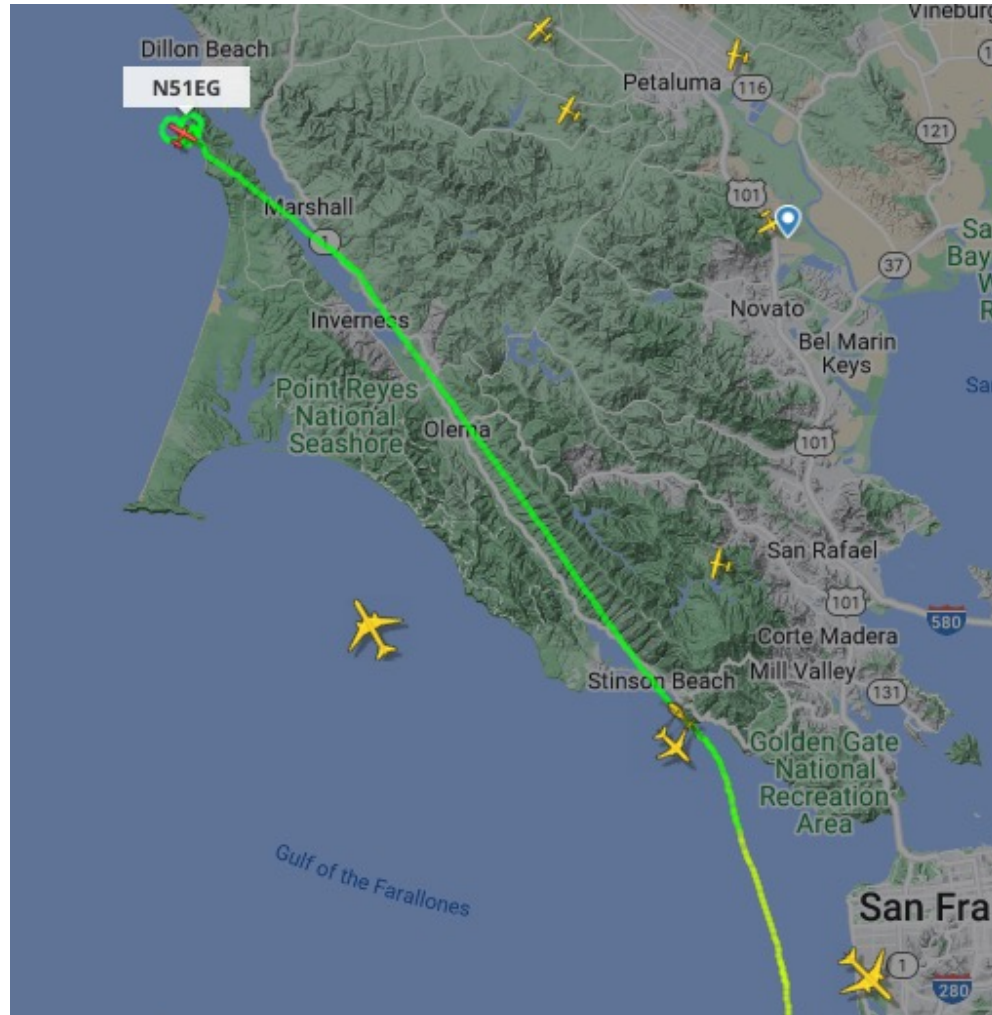 Vineburg
Dillon Beach
N51EG
Petaluma
116
121
101
Marshall
1
37
Inverness
Novato
Bel Marin
Keys
Point Reyes
National
Seashore
Olema
101
San Rafael
101
580
Corte Madera
Stinson Beach
Mill Valley
131
Golden Gate
National
Recreation
Area
Gulf of the Farallones
San Fra
1
280